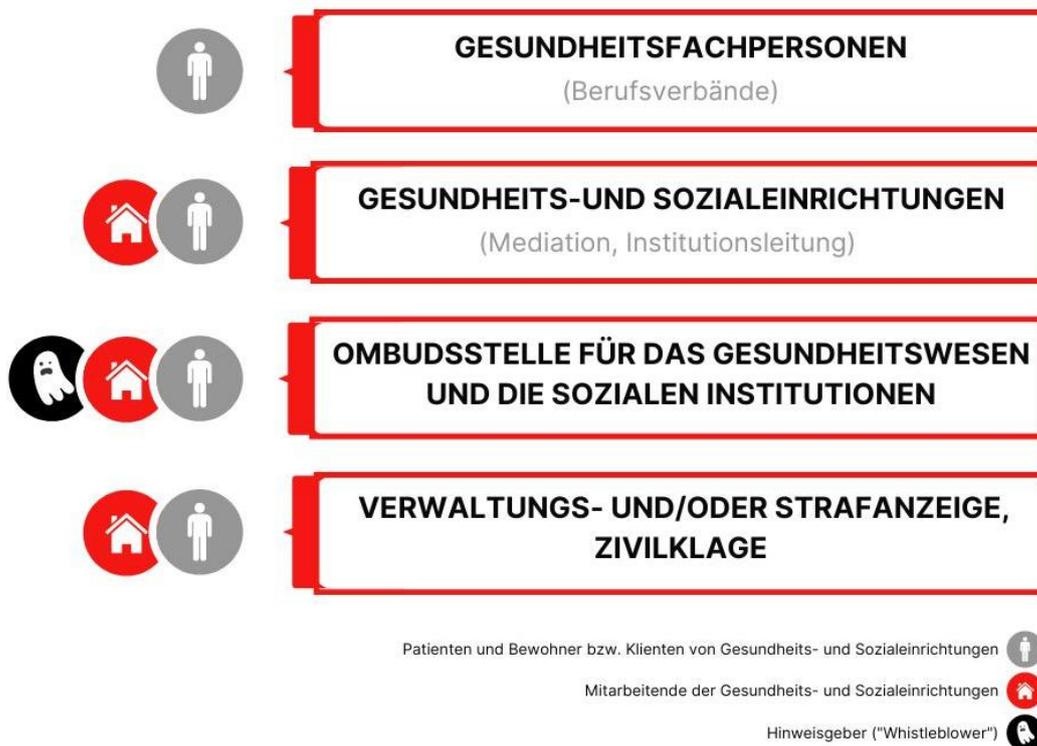 GESUNDHEITSFACHPERSONEN
(Berufsverbände)
GESUNDHEITS-UND SOZIALEINRICHTUNGEN
(Mediation, Institutionsleitung)
OMBUDSSTELLE FÜR DAS GESUNDHEITSWESEN
UND DIE SOZIALEN INSTITUTIONEN
VERWALTUNGS- UND/ODER STRAFANZEIGE,
ZIVILKLAGE
Patienten und Bewohner bzw. Klienten von Gesundheits- und Sozialeinrichtungen
Mitarbeitende der Gesundheits- und Sozialeinrichtungen
Hinweisgeber ("Whistleblower")